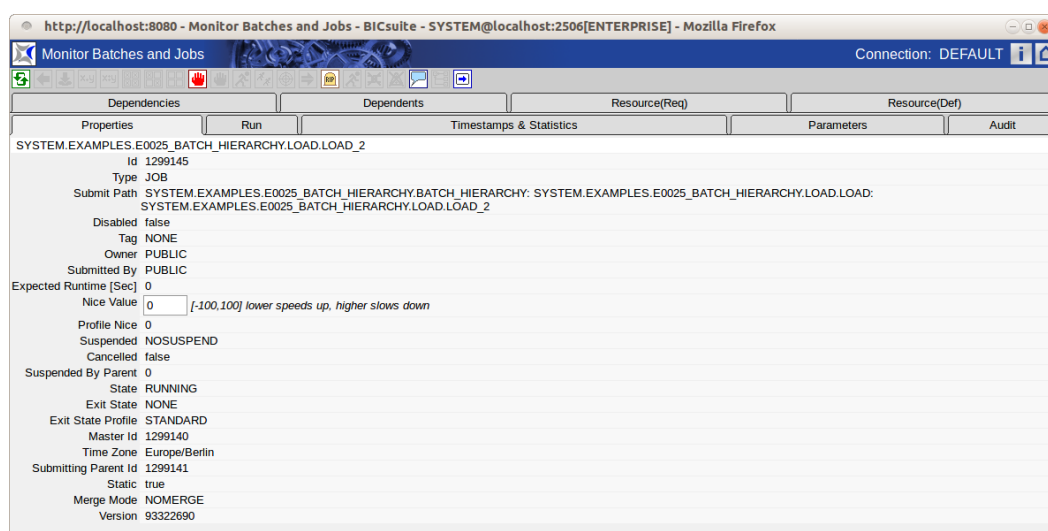 http://localhost:8080 - Monitor Batches and Jobs - BICsuite - SYSTEM@localhost:2506[ENTERPRISE] - Mozilla Firefox
Monitor Batches and Jobs Connection: DEFAULT
RIP
Dependencies Dependents Resource(Req) Resource(Def)
Properties Run Timestamps & Statistics Parameters Audit
SYSTEM.EXAMPLES.E0025_BATCH_HIERARCHY.LOAD.LOAD_2
Id 1299145
Type JOB
Submit Path SYSTEM.EXAMPLES.E0025_BATCH_HIERARCHY.BATCH_HIERARCHY: SYSTEM.EXAMPLES.E0025_BATCH_HIERARCHY.LOAD.LOAD:
SYSTEM.EXAMPLES.E0025_BATCH_HIERARCHY.LOAD.LOAD_2
Disabled false
Tag NONE
Owner PUBLIC
Submitted By PUBLIC
Expected Runtime [Sec] 0
Nice Value 0 [-100,100] lower speeds up, higher slows down
Profile Nice 0
Suspended NOSUSPEND
Cancelled false
Suspended By Parent 0
State RUNNING
Exit State NONE
Exit State Profile STANDARD
Master Id 1299140
Time Zone Europe/Berlin
Submitting Parent Id 1299141
Static true
Merge Mode NOMERGE
Version 93322690